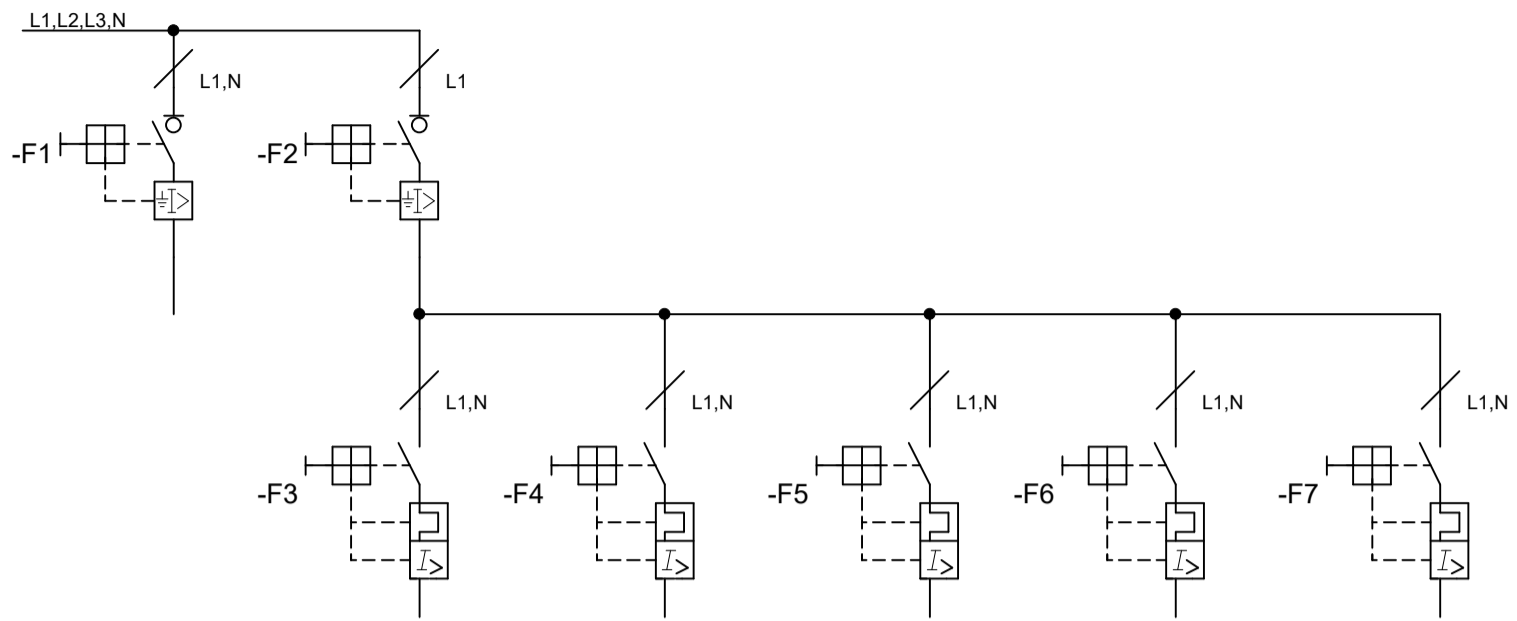 L1,L2,L3,N
L1,N
L1
-F1
-F2
I>
I>
L1,N
L1,N
L1,N
L1,N
L1,N
-F3
-F4
-F5
-F6
-F7
I>
I>
I>
I>
I>